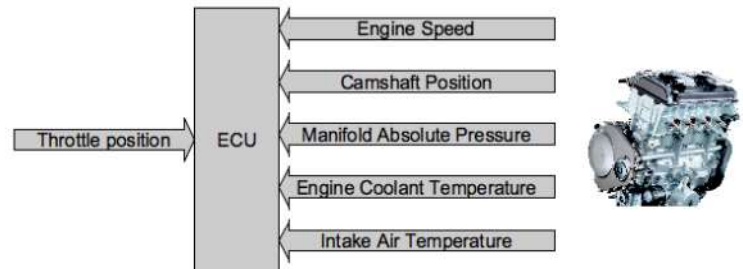 Engine Speed
Camshaft Position
Throttle position
ECU
Manifold Absolute Pressure
Engine Coolant Temperature
Intake Air Temperature